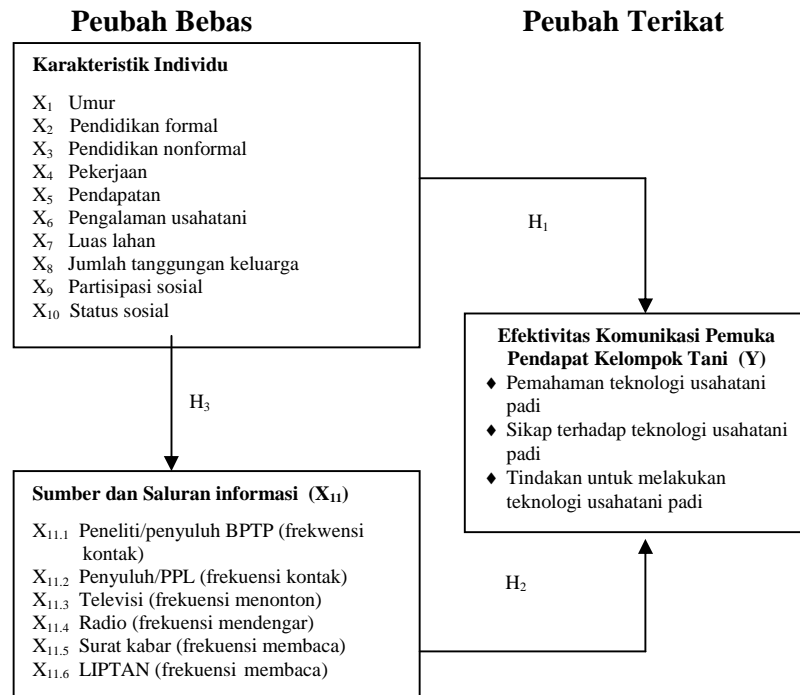 Peubah Bebas
Peubah Terikat
Karakteristik Individu
X₁ Umur
X₂ Pendidikan formal
X₃ Pendidikan nonformal
X₄ Pekerjaan
X₅ Pendapatan
X₆ Pengalaman usahatani
X₇ Luas lahan
X₈ Jumlah tanggungan keluarga
X₉ Partisipasi sosial
X₁₀ Status sosial
H₁
Efektivitas Komunikasi Pemuka
Pendapat Kelompok Tani (Y)
♦ Pemahaman teknologi usahatani
padi
♦ Sikap terhadap teknologi usahatani
padi
♦ Tindakan untuk melakukan
teknologi usahatani padi
H₃
Sumber dan Saluran informasi (X₁₁)
X₁₁.₁ Peneliti/penyuluh BPTP (frekwensi
kontak)
X₁₁.₂ Penyuluh/PPL (frekuensi kontak)
X₁₁.₃ Televisi (frekuensi menonton)
X₁₁.₄ Radio (frekuensi mendengar)
X₁₁.₅ Surat kabar (frekuensi membaca)
X₁₁.₆ LIPTAN (frekuensi membaca)
H₂